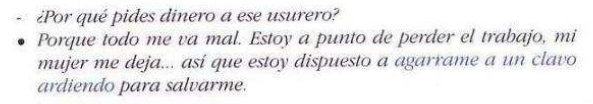 - ¿Por qué pides dinero a ese usurero?
• Porque todo me va mal. Estoy a punto de perder el trabajo, mi
mujer me deja... así que estoy dispuesto a agarrame a un clavo
ardiendo para salvarme.